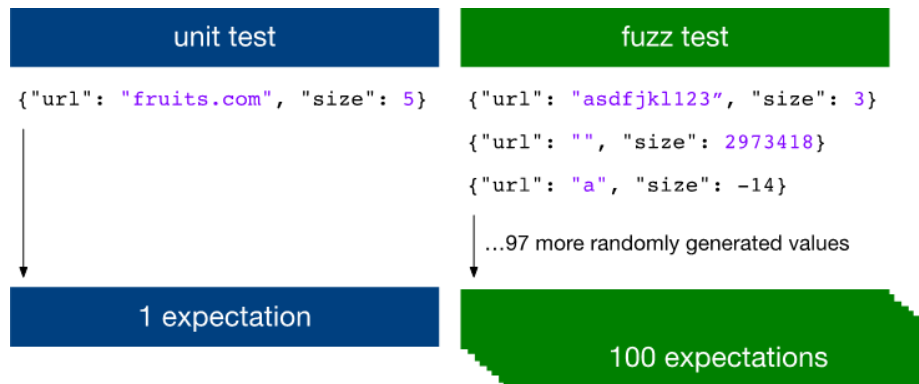 unit test
{"url": "fruits.com", "size": 5}
1 expectation
fuzz test
{"url": "asdfjkl123”, "size": 3}
{"url": "", "size": 2973418}
{"url": "a", "size": -14}
…97 more randomly generated values
100 expectations